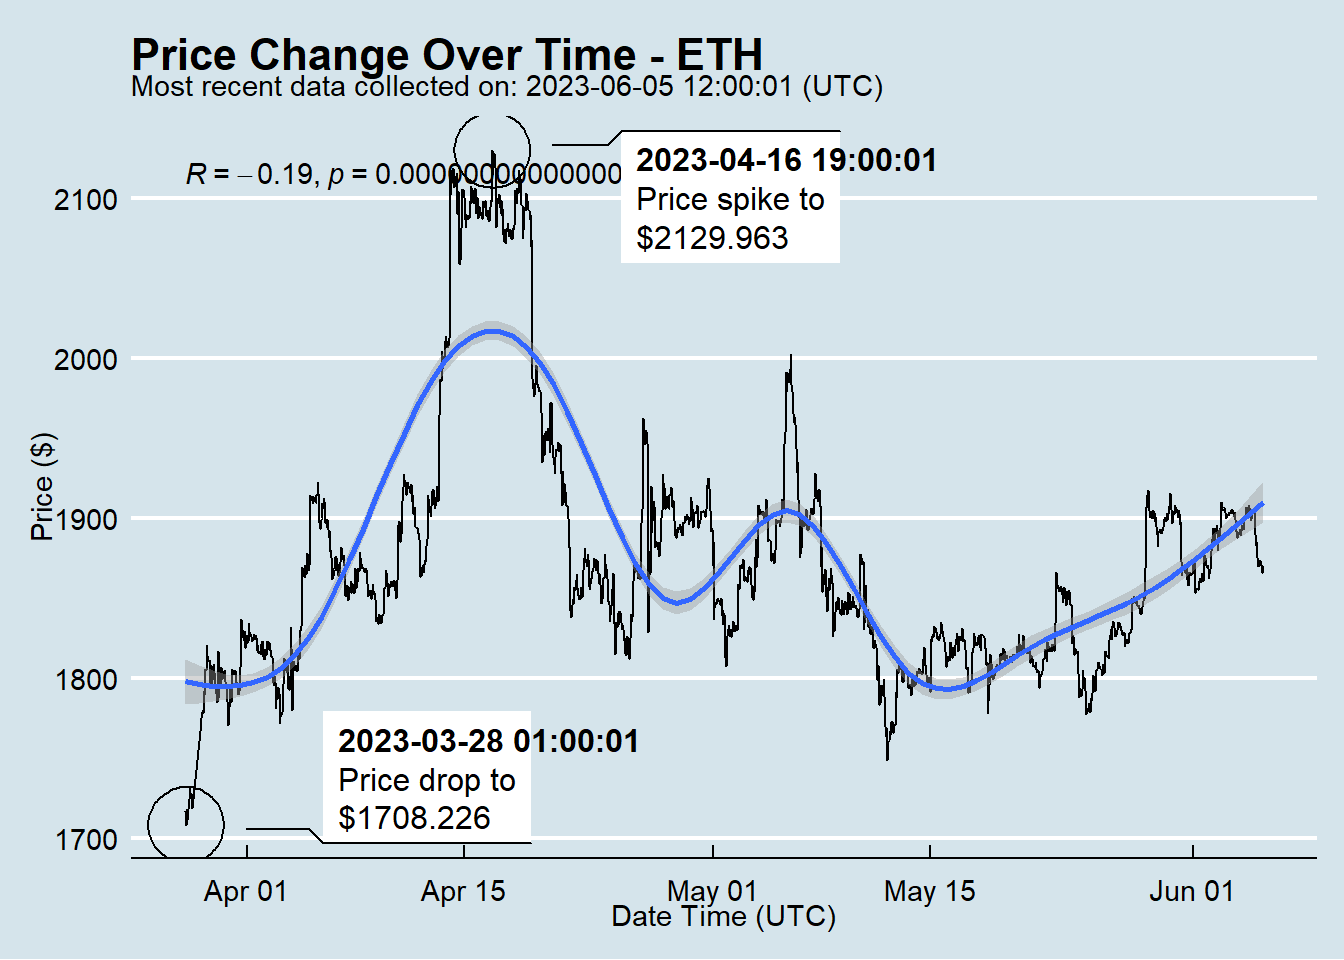 Price Change Over Time - ETH
Most recent data collected on: 2023-06-05 12:00:01 (UTC)
R = −0.19, p = 0.0000000000000
2023-04-16 19:00:01
Price spike to
$2129.963
2100
2000
1900
1800
1700
Price ($)
2023-03-28 01:00:01
Price drop to
$1708.226
Apr 01
Apr 15
May 01
May 15
Jun 01
Date Time (UTC)